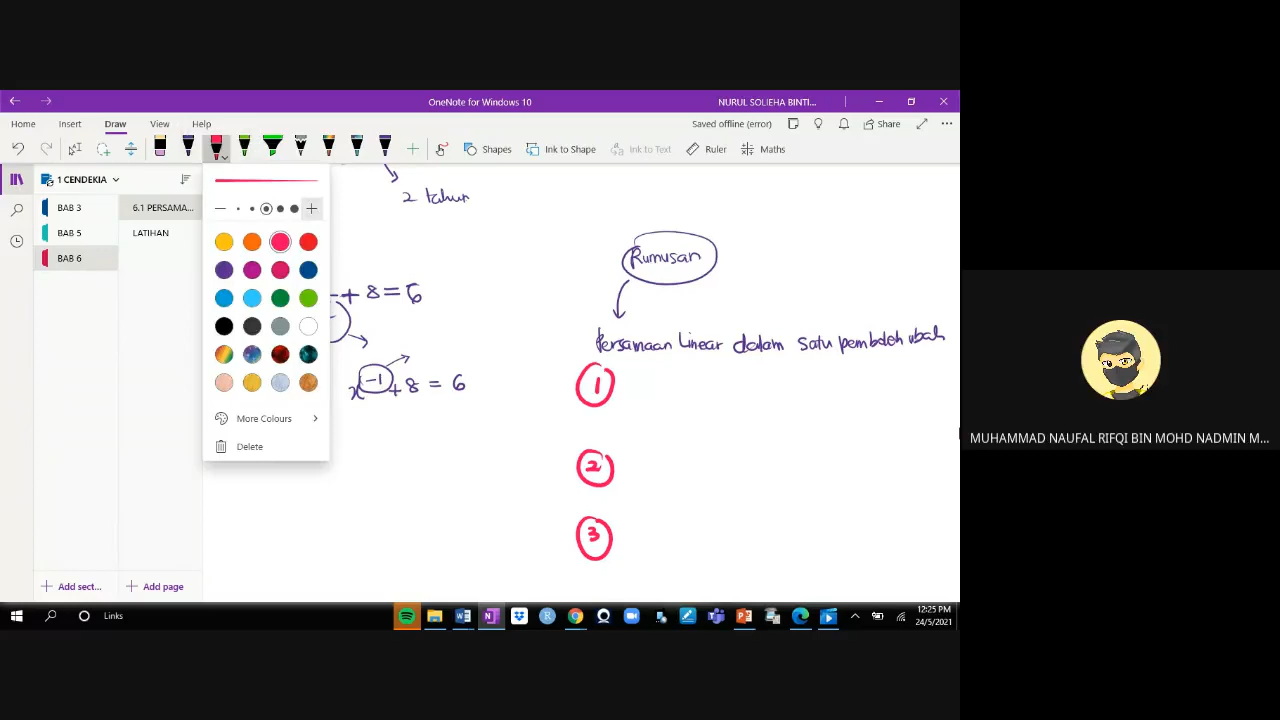 OneNote for Windows 10
NURUL SOLIEHA BINTI...
Home Insert Draw View Help
Saved offline (error)
Share
Shapes
Ink to Shape
Ink to Text
Ruler
Maths
1 CENDEKIA
BAB 3
BAB 5
BAB 6
6.1 PERSAMA...
LATIHAN
More Colours
Delete
2 tahun
+ 8 = 6
x -1 + 8 = 6
Rumusan
Persamaan Linear dalam satu pemboleh ubah
1
2
3
Add sect...
Add page
MUHAMMAD NAUFAL RIFQI BIN MOHD NADMIN M...
Links
12:25 PM
24/5/2021